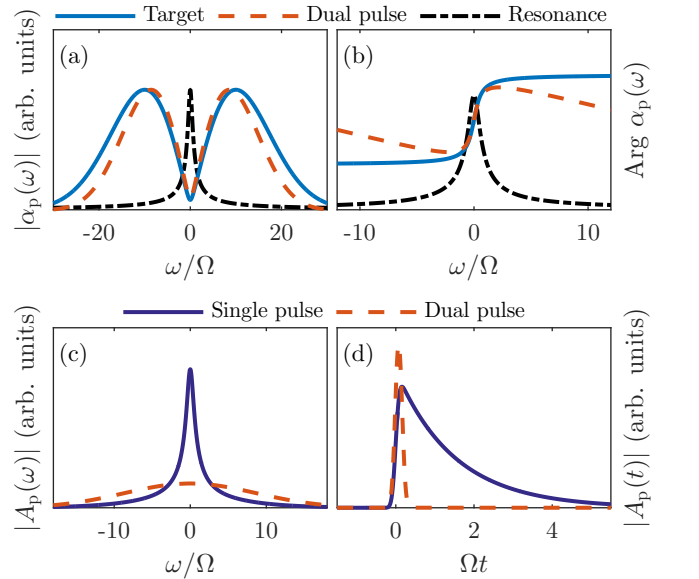 Target Dual pulse Resonance
(a) (b)
|αp(ω)| (arb. units)
Arg αp(ω)
-20 0 20 -10 0 10
ω/Ω ω/Ω
Single pulse Dual pulse
(c) (d)
|Ap(ω)| (arb. units)
|Ap(t)| (arb. units)
-10 0 10 0 2 4
ω/Ω Ωt